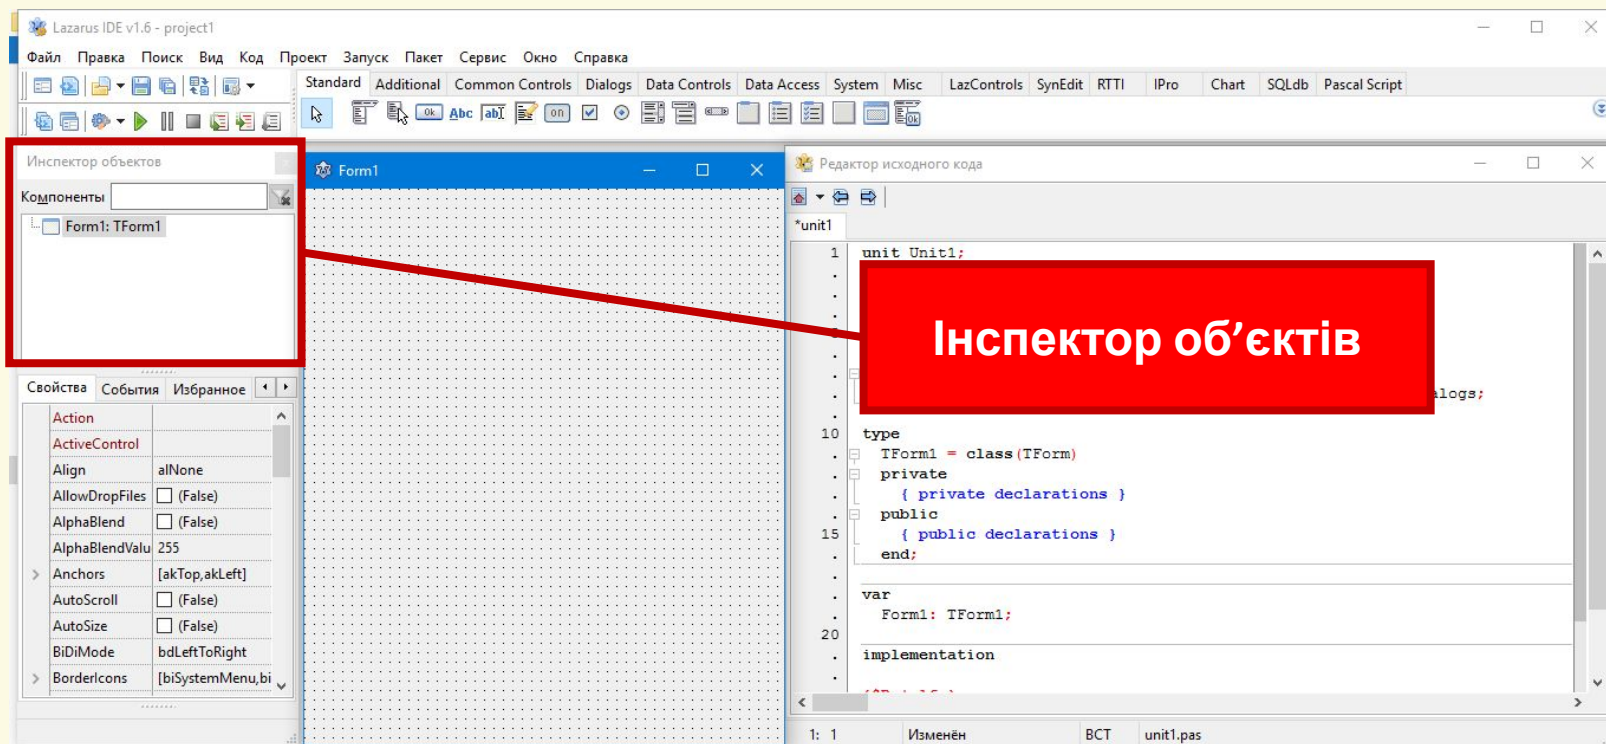 Lazarus IDE v1.6 - project1
Файл Правка Поиск Вид Код Проект Запуск Пакет Сервис Окно Справка
Standard Additional Common Controls Dialogs Data Controls Data Access System Misc LazControls SynEdit RTTI IPro Chart SQLdb Pascal Script
Ok Abc abI on
Инспектор объектов
Компоненты
Form1: TForm1
Свойства События Избранное
Action
ActiveControl
Align alNone
AllowDropFiles (False)
AlphaBlend (False)
AlphaBlendValu 255
Anchors [akTop,akLeft]
AutoScroll (False)
AutoSize (False)
BiDiMode bdLeftToRight
BorderIcons [biSystemMenu,bi
Form1
Редактор исходного кода
*unit1
1 unit Unit1;
Інспектор об’єктів
alogs;
10 type
TForm1 = class(TForm)
private
{ private declarations }
public
15 { public declarations }
end;
var
Form1: TForm1;
20
implementation
1: 1 Изменён ВСТ unit1.pas